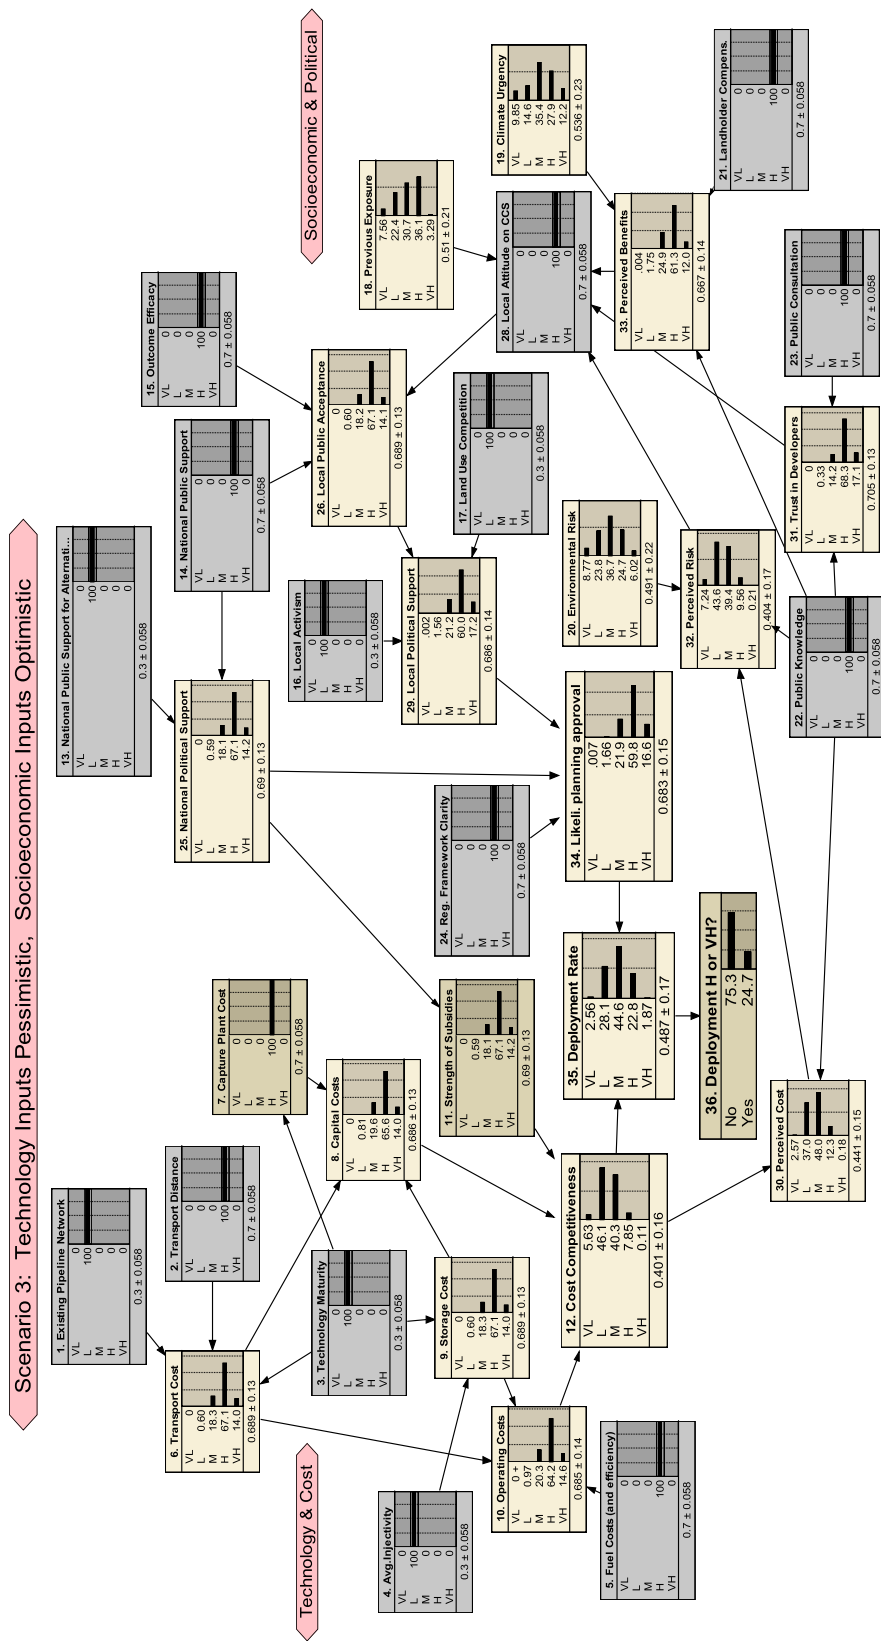 Scenario 3:  Technology Inputs Pessimistic,  Socioeconomic Inputs Optimistic
Technology & Cost
Socioeconomic & Political
1. Existing Pipeline Network
VL 0
L 100
M 0
H 0
VH 0
0.3 ± 0.058
2. Transport Distance
VL 0
L 0
M 0
H 100
VH 0
0.7 ± 0.058
3. Technology Maturity
VL 0
L 100
M 0
H 0
VH 0
0.3 ± 0.058
4. Avg.Injectivity
VL 0
L 100
M 0
H 0
VH 0
0.3 ± 0.058
5. Fuel Costs (and efficiency)
VL 0
L 0
M 0
H 100
VH 0
0.7 ± 0.058
6. Transport Cost
VL 0
L 0.60
M 18.3
H 67.1
VH 14.0
0.689 ± 0.13
7. Capture Plant Cost
VL 0
L 0
M 0
H 100
VH 0
0.7 ± 0.058
8. Capital Costs
VL 0
L 0.81
M 19.6
H 65.6
VH 14.0
0.686 ± 0.13
9. Storage Cost
VL 0
L 0.60
M 18.3
H 67.1
VH 14.0
0.689 ± 0.13
10. Operating Costs
VL 0 +
L 0.97
M 20.3
H 64.2
VH 14.6
0.685 ± 0.14
11. Strength of Subsidies
VL 0
L 0.59
M 18.1
H 67.1
VH 14.2
0.69 ± 0.13
12. Cost Competitiveness
VL 5.63
L 46.1
M 40.3
H 7.85
VH 0.11
0.401 ± 0.16
13. National Public Support for Alternati...
VL 0
L 100
M 0
H 0
VH 0
0.3 ± 0.058
14. National Public Support
VL 0
L 0
M 0
H 100
VH 0
0.7 ± 0.058
15. Outcome Efficacy
VL 0
L 0
M 0
H 100
VH 0
0.7 ± 0.058
16. Local Activism
VL 0
L 100
M 0
H 0
VH 0
0.3 ± 0.058
17. Land Use Competition
VL 0
L 100
M 0
H 0
VH 0
0.3 ± 0.058
18. Previous Exposure
VL 7.56
L 22.4
M 30.7
H 36.1
VH 3.29
0.51 ± 0.21
19. Climate Urgency
VL 9.85
L 14.6
M 35.4
H 27.9
VH 12.2
0.536 ± 0.23
20. Environmental Risk
VL 8.77
L 23.8
M 36.7
H 24.7
VH 6.02
0.491 ± 0.22
21. Landholder Compens.
VL 0
L 0
M 0
H 100
VH 0
0.7 ± 0.058
22. Public Knowledge
VL 0
L 0
M 0
H 100
VH 0
0.7 ± 0.058
23. Public Consultation
VL 0
L 0
M 0
H 100
VH 0
0.7 ± 0.058
24. Reg. Framework Clarity
VL 0
L 0
M 0
H 100
VH 0
0.7 ± 0.058
25. National Political Support
VL 0
L 0.59
M 18.1
H 67.1
VH 14.2
0.69 ± 0.13
26. Local Public Acceptance
VL 0
L 0.60
M 18.2
H 67.1
VH 14.1
0.689 ± 0.13
28. Local Attitude on CCS
VL 0
L 0
M 0
H 100
VH 0
0.7 ± 0.058
29. Local Political Support
VL .002
L 1.56
M 21.2
H 60.0
VH 17.2
0.686 ± 0.14
30. Perceived Cost
VL 2.57
L 37.0
M 48.0
H 12.3
VH 0.18
0.441 ± 0.15
31. Trust in Developers
VL 0
L 0.33
M 14.2
H 68.3
VH 17.1
0.705 ± 0.13
32. Perceived Risk
VL 7.24
L 43.6
M 39.4
H 9.56
VH 0.21
0.404 ± 0.17
33. Perceived Benefits
VL .004
L 1.75
M 24.9
H 61.3
VH 12.0
0.667 ± 0.14
34. Likeli. planning approval
VL .007
L 1.66
M 21.9
H 59.8
VH 16.6
0.683 ± 0.15
35. Deployment Rate
VL 2.56
L 28.1
M 44.6
H 22.8
VH 1.87
0.487 ± 0.17
36. Deployment H or VH?
No 75.3
Yes 24.7